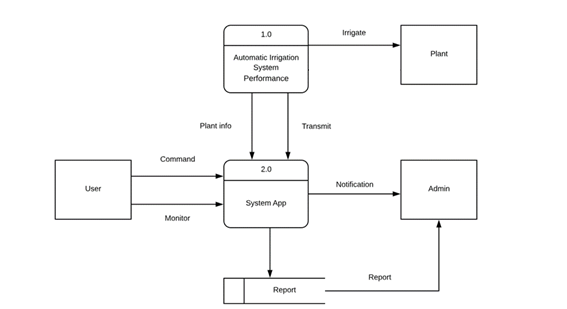 1.0
Irrigate
Automatic Irrigation
System
Performance
Plant
Plant info
Transmit
Command
2.0
User
System App
Notification
Admin
Monitor
Report
Report